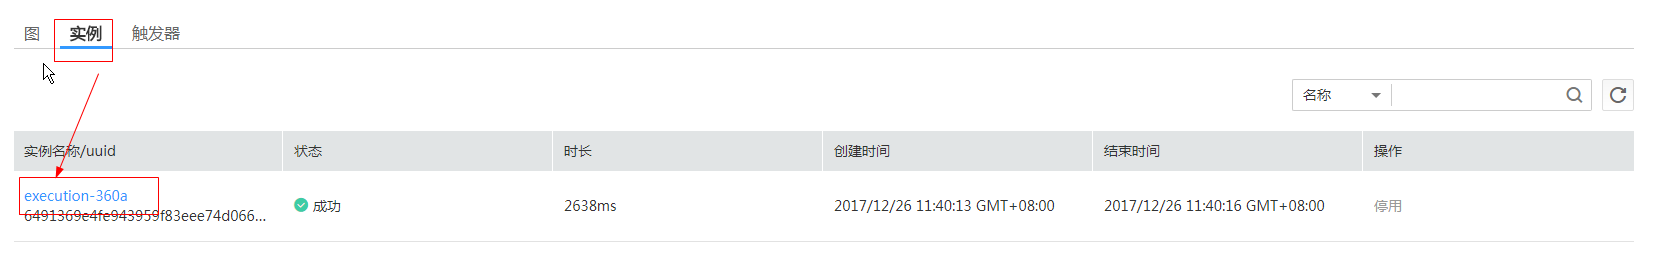 图 实例 触发器
名称
实例名称/uuid 状态 时长 创建时间 结束时间 操作
execution-360a
6491369e4fe943959f83eee74d066... 成功 2638ms 2017/12/26 11:40:13 GMT+08:00 2017/12/26 11:40:16 GMT+08:00 停用